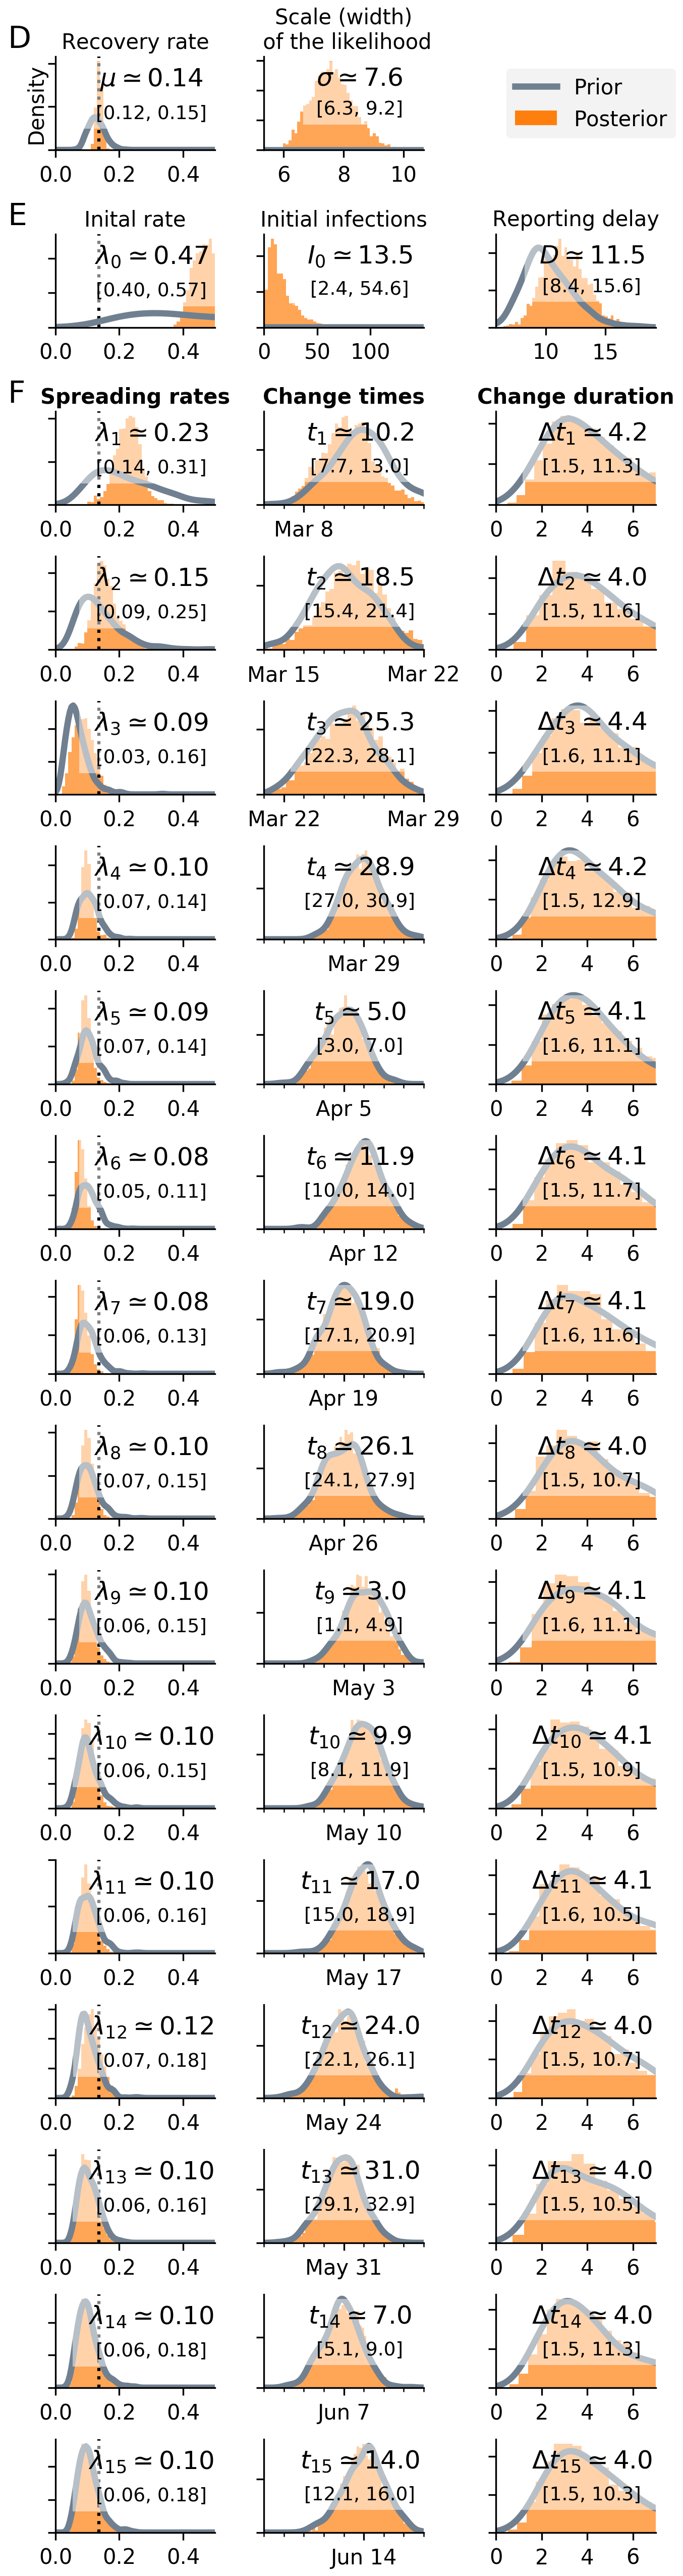 D
Recovery rate
Scale (width)
of the likelihood
Density
μ ≃ 0.14
[0.12, 0.15]
0.0 0.2 0.4
σ ≃ 7.6
[6.3, 9.2]
6 8 10
Prior
Posterior
E
Inital rate
Initial infections
Reporting delay
λ0 ≃ 0.47
[0.40, 0.57]
0.0 0.2 0.4
I0 ≃ 13.5
[2.4, 54.6]
0 50 100
D ≃ 11.5
[8.4, 15.6]
10 15
F
Spreading rates
Change times
Change duration
λ1 ≃ 0.23
[0.14, 0.31]
0.0 0.2 0.4
t1 ≃ 10.2
[7.7, 13.0]
Mar 8
Δt1 ≃ 4.2
[1.5, 11.3]
0 2 4 6
λ2 ≃ 0.15
[0.09, 0.25]
0.0 0.2 0.4
t2 ≃ 18.5
[15.4, 21.4]
Mar 15 Mar 22
Δt2 ≃ 4.0
[1.5, 11.6]
0 2 4 6
λ3 ≃ 0.09
[0.03, 0.16]
0.0 0.2 0.4
t3 ≃ 25.3
[22.3, 28.1]
Mar 22 Mar 29
Δt3 ≃ 4.4
[1.6, 11.1]
0 2 4 6
λ4 ≃ 0.10
[0.07, 0.14]
0.0 0.2 0.4
t4 ≃ 28.9
[27.0, 30.9]
Mar 29
Δt4 ≃ 4.2
[1.5, 12.9]
0 2 4 6
λ5 ≃ 0.09
[0.07, 0.14]
0.0 0.2 0.4
t5 ≃ 5.0
[3.0, 7.0]
Apr 5
Δt5 ≃ 4.1
[1.6, 11.1]
0 2 4 6
λ6 ≃ 0.08
[0.05, 0.11]
0.0 0.2 0.4
t6 ≃ 11.9
[10.0, 14.0]
Apr 12
Δt6 ≃ 4.1
[1.5, 11.7]
0 2 4 6
λ7 ≃ 0.08
[0.06, 0.13]
0.0 0.2 0.4
t7 ≃ 19.0
[17.1, 20.9]
Apr 19
Δt7 ≃ 4.1
[1.6, 11.6]
0 2 4 6
λ8 ≃ 0.10
[0.07, 0.15]
0.0 0.2 0.4
t8 ≃ 26.1
[24.1, 27.9]
Apr 26
Δt8 ≃ 4.0
[1.5, 10.7]
0 2 4 6
λ9 ≃ 0.10
[0.06, 0.15]
0.0 0.2 0.4
t9 ≃ 3.0
[1.1, 4.9]
May 3
Δt9 ≃ 4.1
[1.6, 11.1]
0 2 4 6
λ10 ≃ 0.10
[0.06, 0.15]
0.0 0.2 0.4
t10 ≃ 9.9
[8.1, 11.9]
May 10
Δt10 ≃ 4.1
[1.5, 10.9]
0 2 4 6
λ11 ≃ 0.10
[0.06, 0.16]
0.0 0.2 0.4
t11 ≃ 17.0
[15.0, 18.9]
May 17
Δt11 ≃ 4.1
[1.6, 10.5]
0 2 4 6
λ12 ≃ 0.12
[0.07, 0.18]
0.0 0.2 0.4
t12 ≃ 24.0
[22.1, 26.1]
May 24
Δt12 ≃ 4.0
[1.5, 10.7]
0 2 4 6
λ13 ≃ 0.10
[0.06, 0.16]
0.0 0.2 0.4
t13 ≃ 31.0
[29.1, 32.9]
May 31
Δt13 ≃ 4.0
[1.5, 10.5]
0 2 4 6
λ14 ≃ 0.10
[0.06, 0.18]
0.0 0.2 0.4
t14 ≃ 7.0
[5.1, 9.0]
Jun 7
Δt14 ≃ 4.0
[1.5, 11.3]
0 2 4 6
λ15 ≃ 0.10
[0.06, 0.18]
0.0 0.2 0.4
t15 ≃ 14.0
[12.1, 16.0]
Jun 14
Δt15 ≃ 4.0
[1.5, 10.3]
0 2 4 6